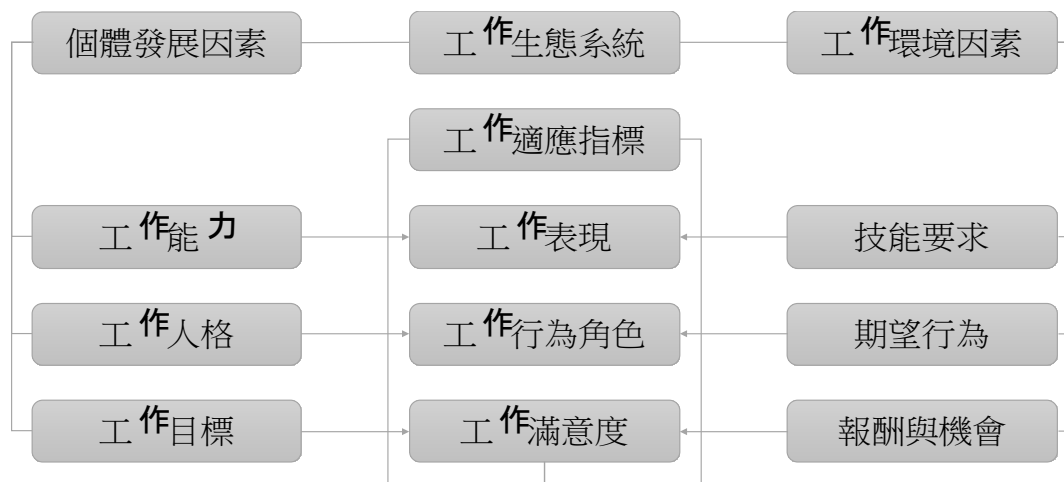 個體發展因素
工作生態系統
工作環境因素
工作適應指標
工作能力
工作表現
技能要求
工作人格
工作行為角色
期望行為
工作目標
工作滿意度
報酬與機會